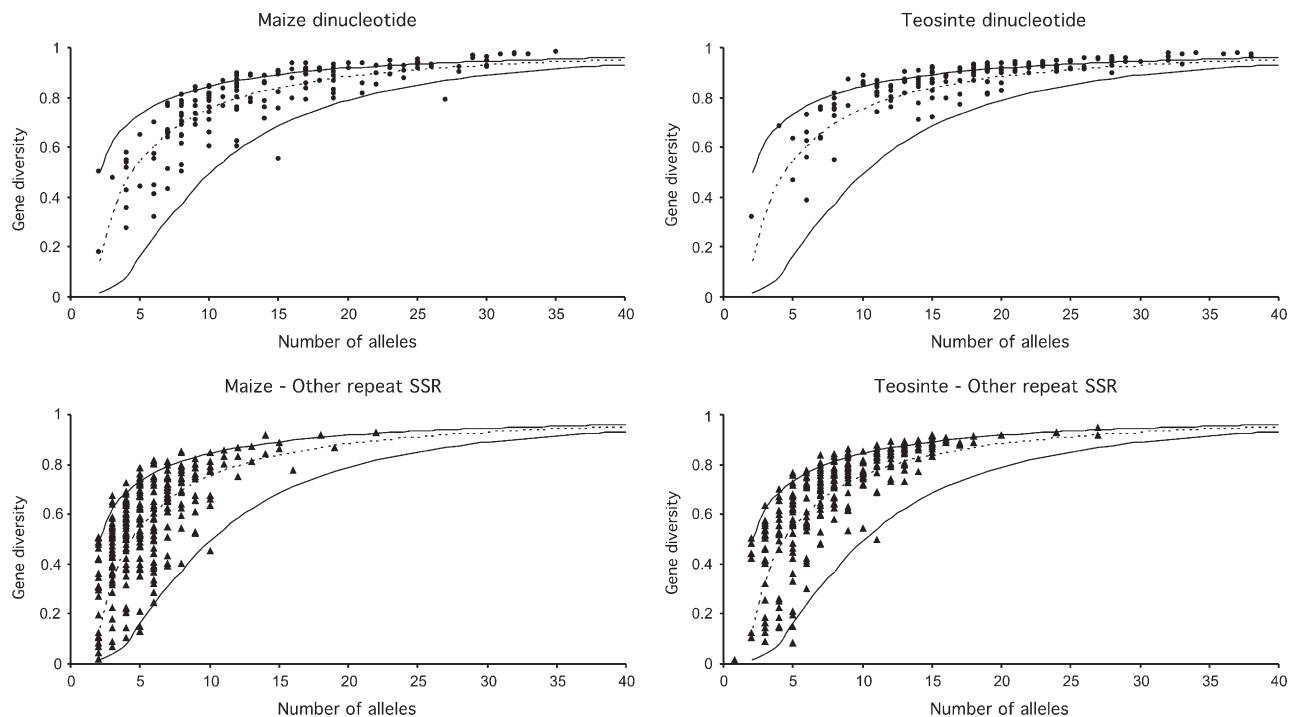 Maize dinucleotide
Teosinte dinucleotide
Gene diversity
1
0.8
0.6
0.4
0.2
0
0 5 10 15 20 25 30 35 40
Number of alleles
Gene diversity
1
0.8
0.6
0.4
0.2
0
0 5 10 15 20 25 30 35 40
Number of alleles
Maize - Other repeat SSR
Teosinte - Other repeat SSR
Gene diversity
1
0.8
0.6
0.4
0.2
0
0 5 10 15 20 25 30 35 40
Number of alleles
Gene diversity
1
0.8
0.6
0.4
0.2
0
0 5 10 15 20 25 30 35 40
Number of alleles